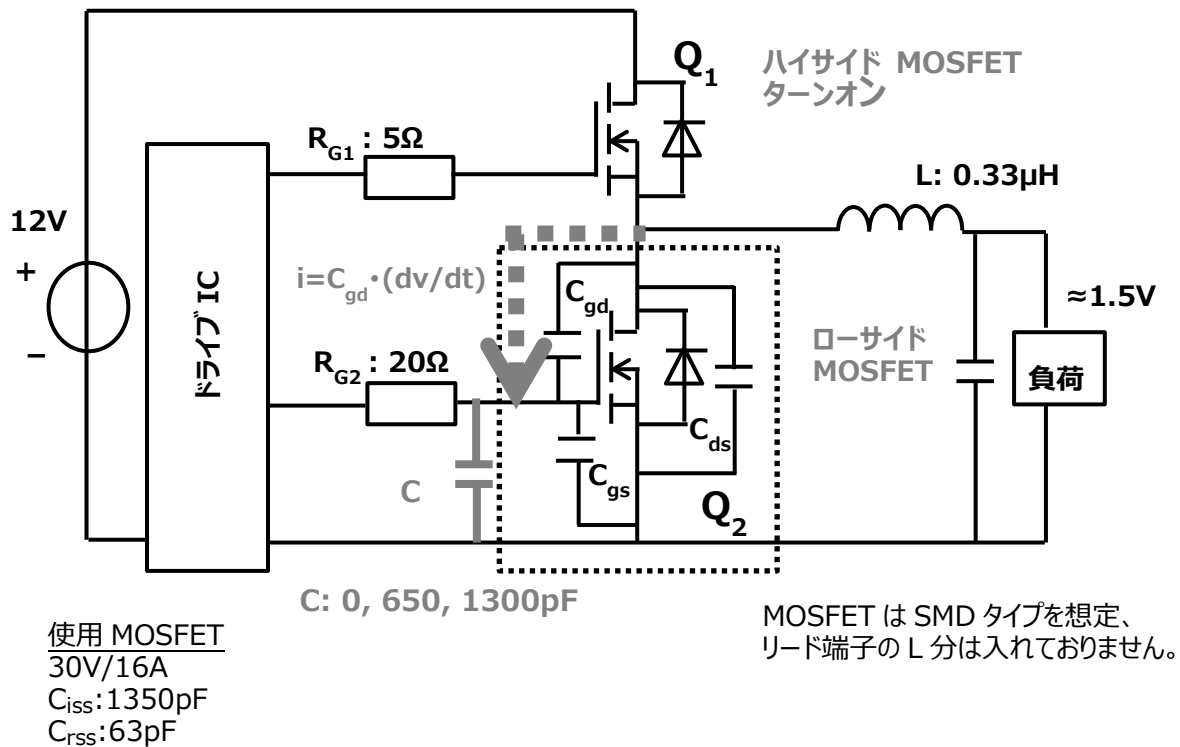 Q1
ハイサイド MOSFET
ターンオン
RG1 : 5Ω
L: 0.33µH
12V
+
−
ドライブ IC
i=Cgd・(dv/dt)
Cgd
≈1.5V
ローサイド
MOSFET
RG2 : 20Ω
負荷
Cds
C
Cgs
Q2
C: 0, 650, 1300pF
MOSFET は SMD タイプを想定、
リード端子の L 分は入れておりません。
使用 MOSFET
30V/16A
Ciss:1350pF
Crss:63pF